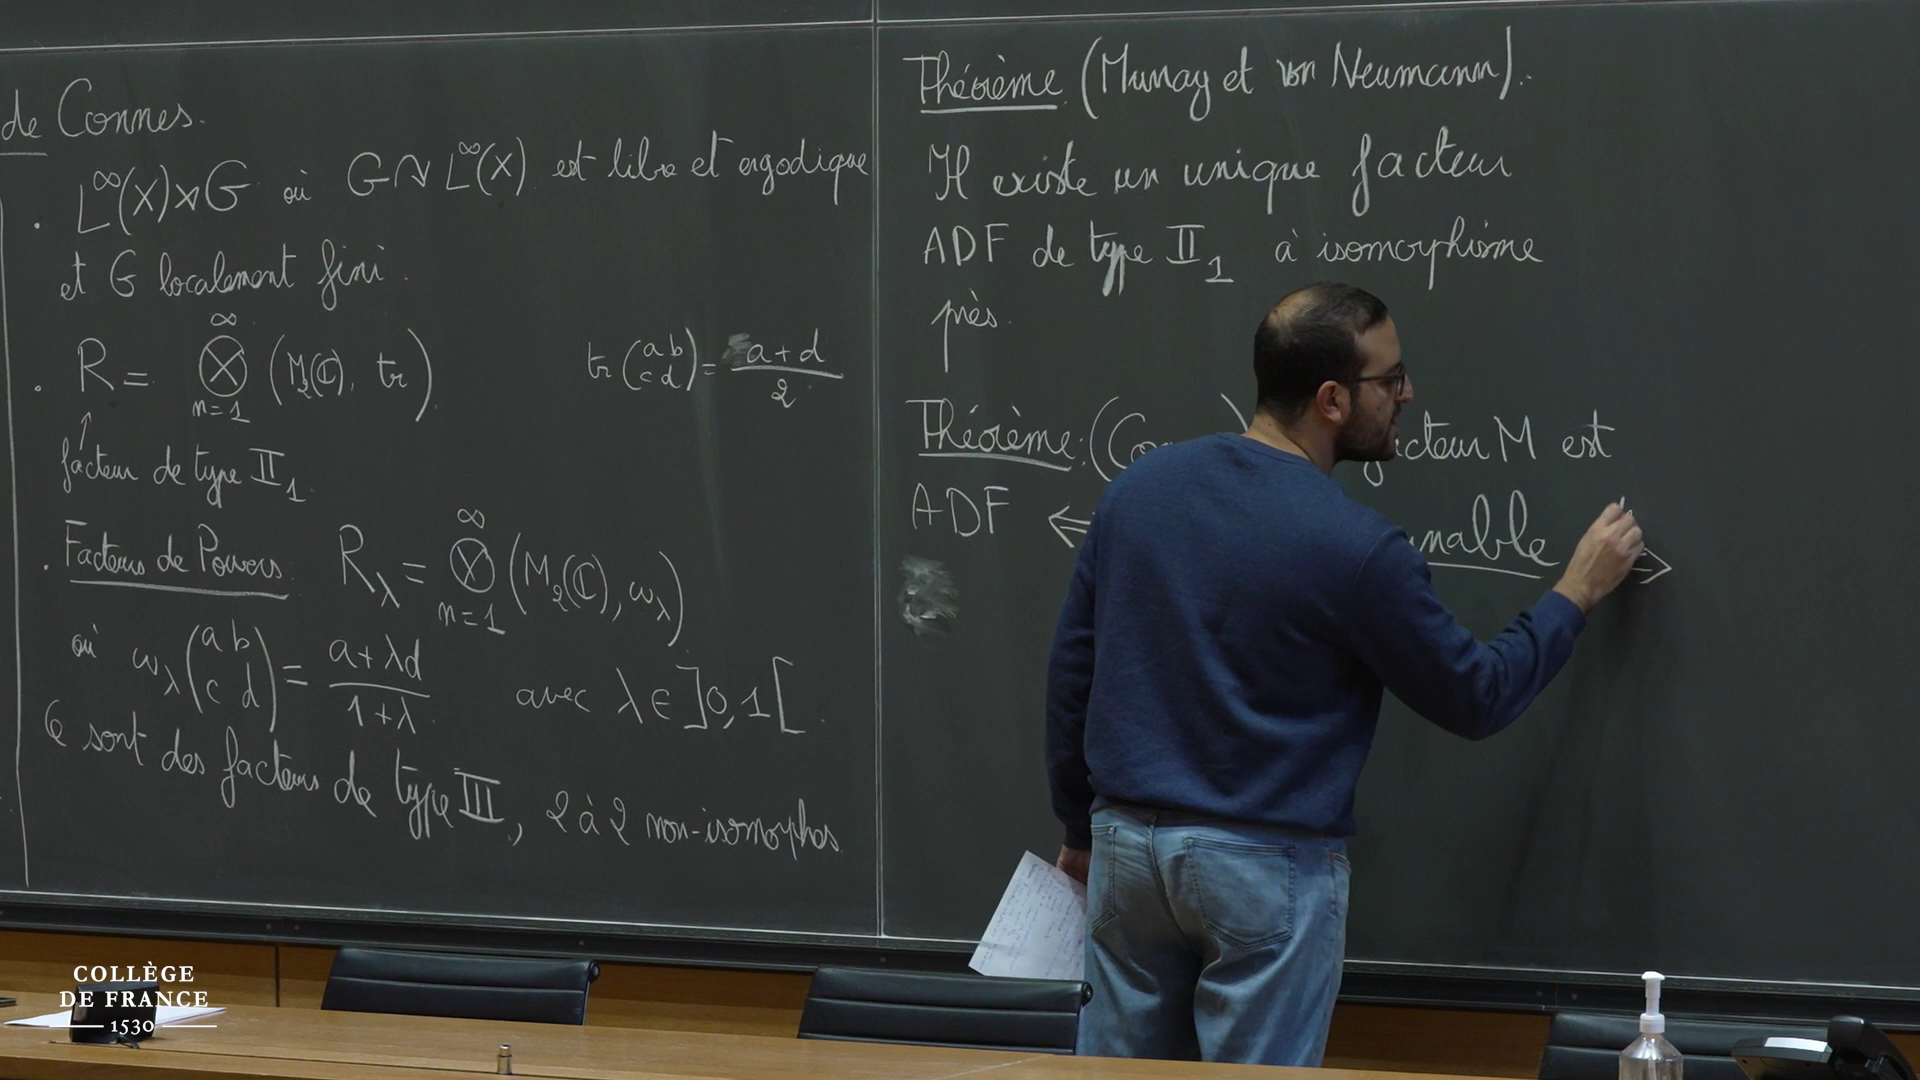 de Connes.
. L^∞(X)⋊G où G↷L^∞(X) est libre et ergodique
et G localement fini.
. R = ⊗_{n=1}^∞ (M_2(ℂ), tr) tr(a b c d) = (a+d)/2
↑
facteur de type II_1.
. Facteurs de Powers: R_λ = ⊗_{n=1}^∞ (M_2(ℂ), ω_λ)
où ω_λ(a b c d) = (a+λd)/(1+λ) avec λ∈]0,1[.
Ce sont des facteurs de type III, 2 à 2 non-isomorphes
Théorème (Murray et von Neumann).
Il existe un unique facteur
ADF de type II_1 à isomorphisme
près.
Théorème: (Co cteur M est
ADF ⇐ nable ⇒
COLLÈGE
DE FRANCE
1530